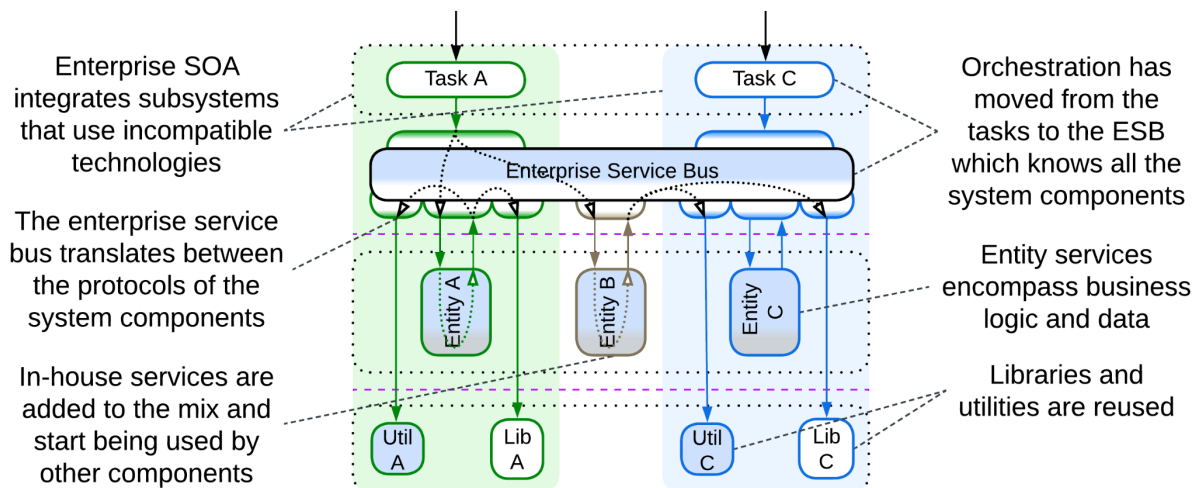 Enterprise SOA
integrates subsystems
that use incompatible
technologies
The enterprise service
bus translates between
the protocols of the
system components
In-house services are
added to the mix and
start being used by
other components
Task A
Task C
Enterprise Service Bus
Entity A
Entity B
Entity
C
Util
A
Lib
A
Util
C
Lib
C
Orchestration has
moved from the
tasks to the ESB
which knows all the
system components
Entity services
encompass business
logic and data
Libraries and
utilities are reused